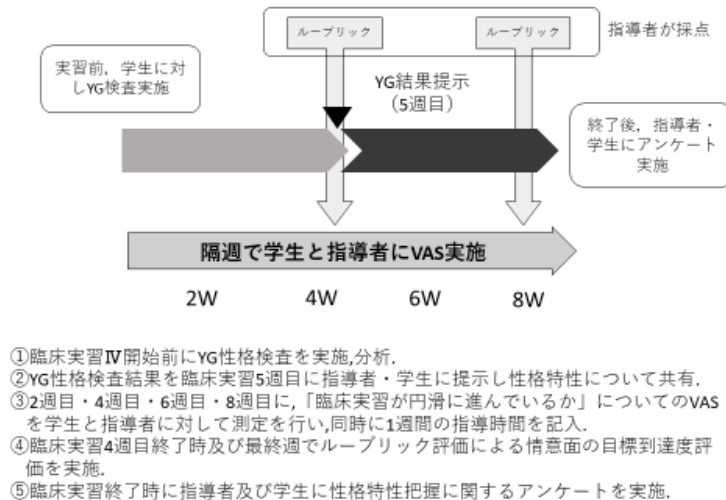 ルーブリック
ルーブリック
指導者が採点
実習前，学生に対
しYG検査実施
YG結果提示
（5週目）
終了後，指導者・
学生にアンケート
実施
隔週で学生と指導者にVAS実施
2W
4W
6W
8W
①臨床実習Ⅳ開始前にYG性格検査を実施,分析.
②YG性格検査結果を臨床実習5週目に指導者・学生に提示し性格特性について共有.
③2週目・4週目・6週目・8週目に,「臨床実習が円滑に進んでいるか」についてのVAS
を学生と指導者に対して測定を行い,同時に1週間の指導時間を記入.
④臨床実習4週目終了時及び最終週でルーブリック評価による情意面の目標到達度評
価を実施.
⑤臨床実習終了時に指導者及び学生に性格特性把握に関するアンケートを実施.